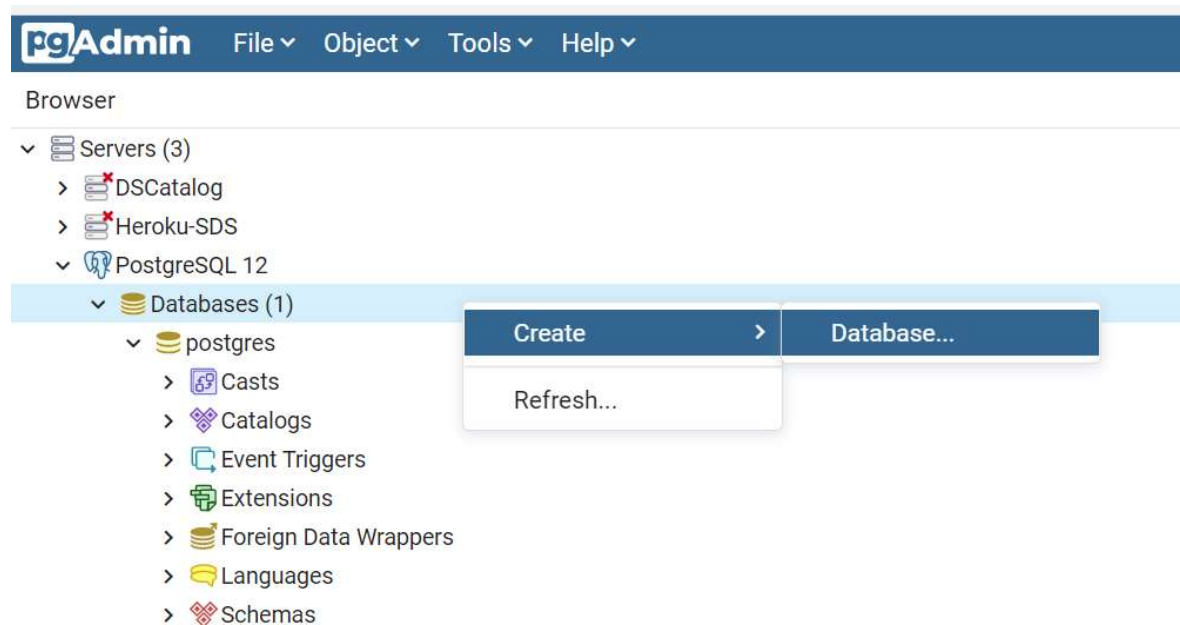 pgAdmin File Object Tools Help
Browser
Servers (3)
DSCatalog
Heroku-SDS
PostgreSQL 12
Databases (1)
Create Database...
postgres
Casts
Refresh...
Catalogs
Event Triggers
Extensions
Foreign Data Wrappers
Languages
Schemas